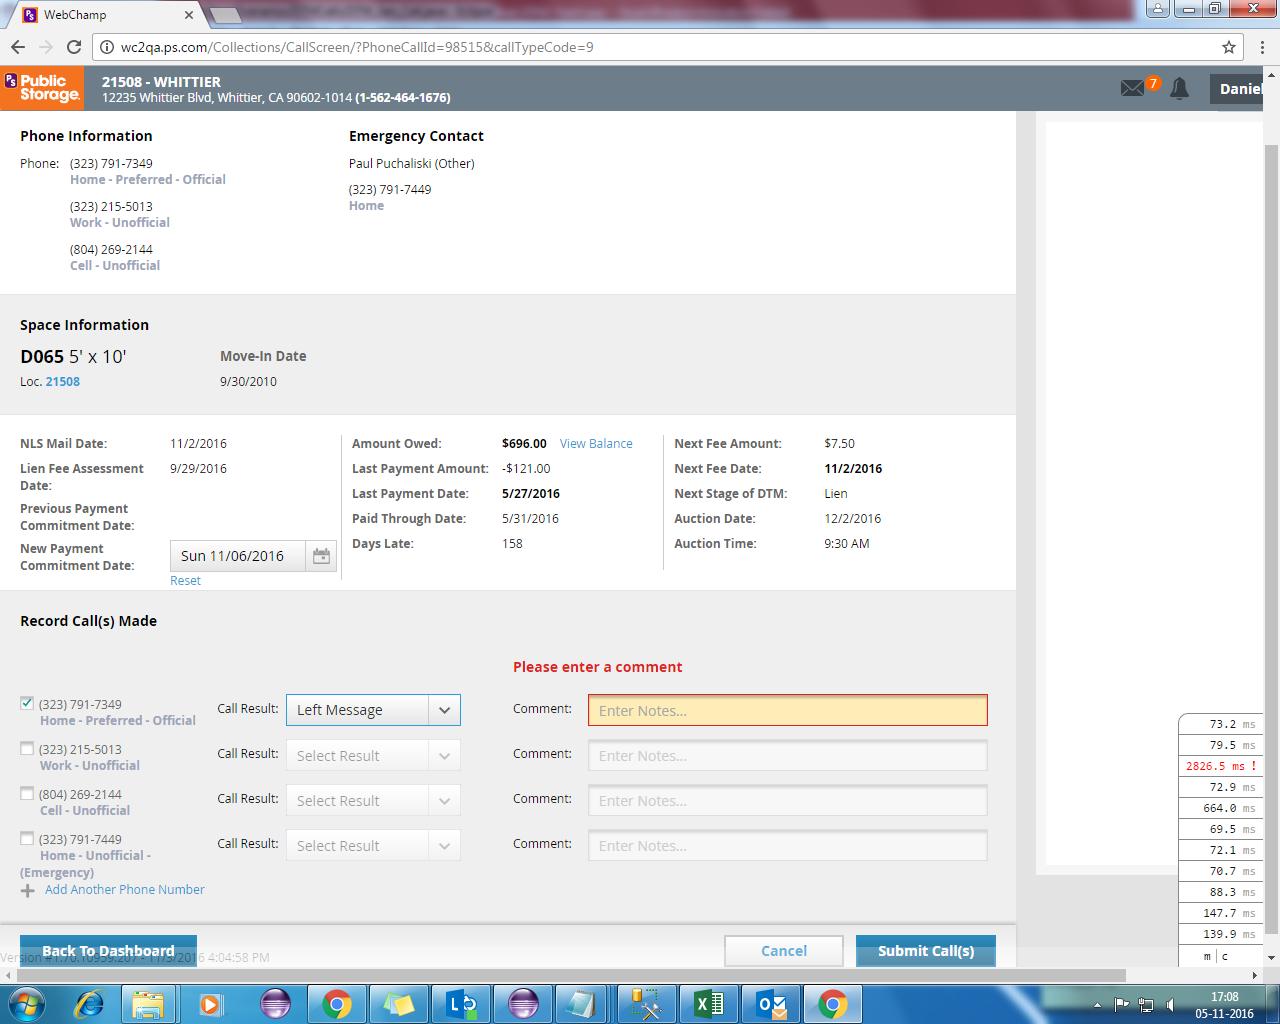 WebChamp
wc2qa.ps.com/Collections/CallScreen/?PhoneCallId=98515&callTypeCode=9
PS Public
Storage.
21508 - WHITTIER
12235 Whittier Blvd, Whittier, CA 90602-1014 (1-562-464-1676)
7
Daniel
Phone Information
Emergency Contact
Phone: (323) 791-7349
Home - Preferred - Official
Paul Puchaliski (Other)
(323) 791-7449
Home
(323) 215-5013
Work - Unofficial
(804) 269-2144
Cell - Unofficial
Space Information
D065 5' x 10'
Move-In Date
Loc. 21508
9/30/2010
NLS Mail Date: 11/2/2016
Lien Fee Assessment
Date: 9/29/2016
Previous Payment
Commitment Date:
New Payment
Commitment Date: Sun 11/06/2016
Reset
Amount Owed: $696.00 View Balance
Last Payment Amount: -$121.00
Last Payment Date: 5/27/2016
Paid Through Date: 5/31/2016
Days Late: 158
Next Fee Amount: $7.50
Next Fee Date: 11/2/2016
Next Stage of DTM: Lien
Auction Date: 12/2/2016
Auction Time: 9:30 AM
Record Call(s) Made
Please enter a comment
(323) 791-7349 Call Result: Left Message Comment: Enter Notes...
Home - Preferred - Official
(323) 215-5013 Call Result: Select Result Comment: Enter Notes...
Work - Unofficial
(804) 269-2144 Call Result: Select Result Comment: Enter Notes...
Cell - Unofficial
(323) 791-7449 Call Result: Select Result Comment: Enter Notes...
Home - Unofficial -
(Emergency)
Add Another Phone Number
73.2 ms
79.5 ms
2826.5 ms !
72.9 ms
664.0 ms
69.5 ms
72.1 ms
70.7 ms
88.3 ms
147.7 ms
139.9 ms
m | c
Back To Dashboard
Cancel
Submit Call(s)
4:04:58 PM
17:08
05-11-2016